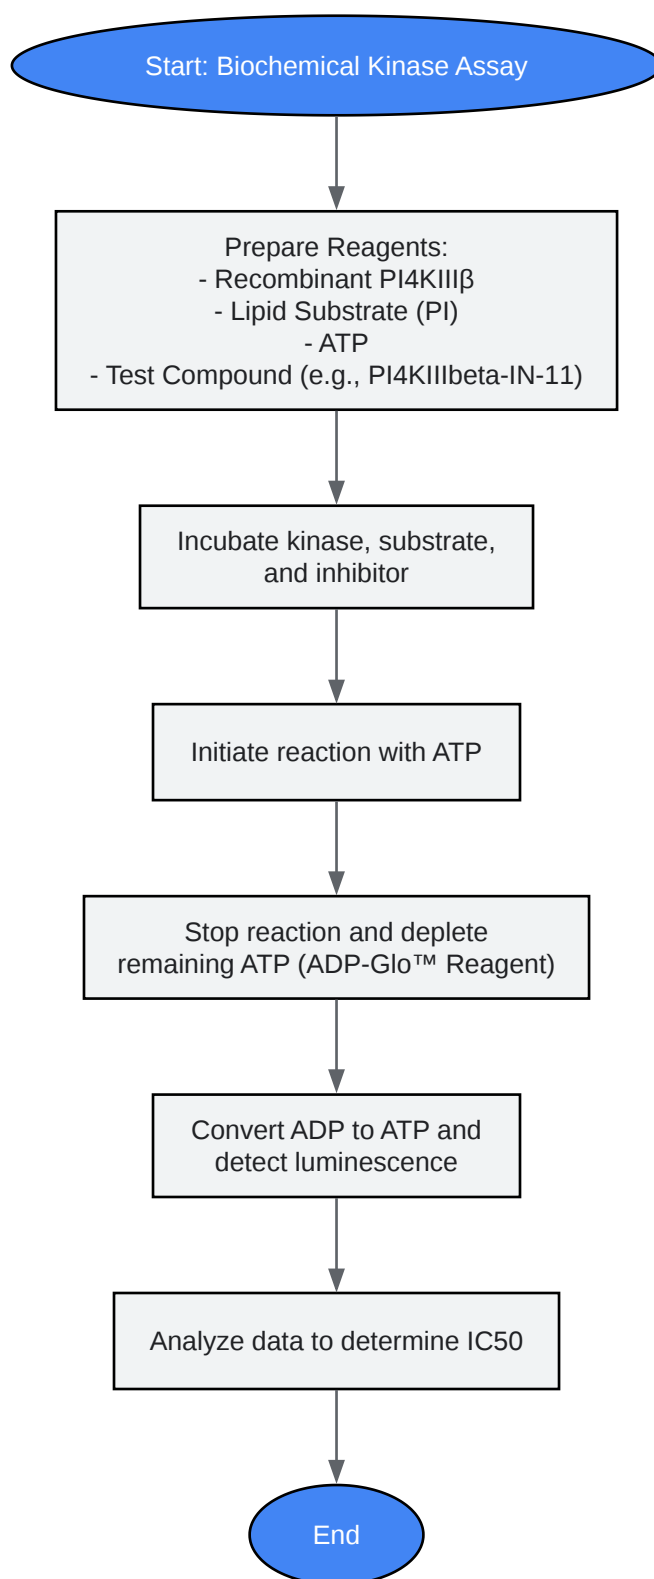 Start: Biochemical Kinase Assay
Prepare Reagents:
- Recombinant PI4KIIIβ
- Lipid Substrate (PI)
- ATP
- Test Compound (e.g., PI4KIIIbeta-IN-11)
Incubate kinase, substrate,
and inhibitor
Initiate reaction with ATP
Stop reaction and deplete
remaining ATP (ADP-Glo™ Reagent)
Convert ADP to ATP and
detect luminescence
Analyze data to determine IC50
End